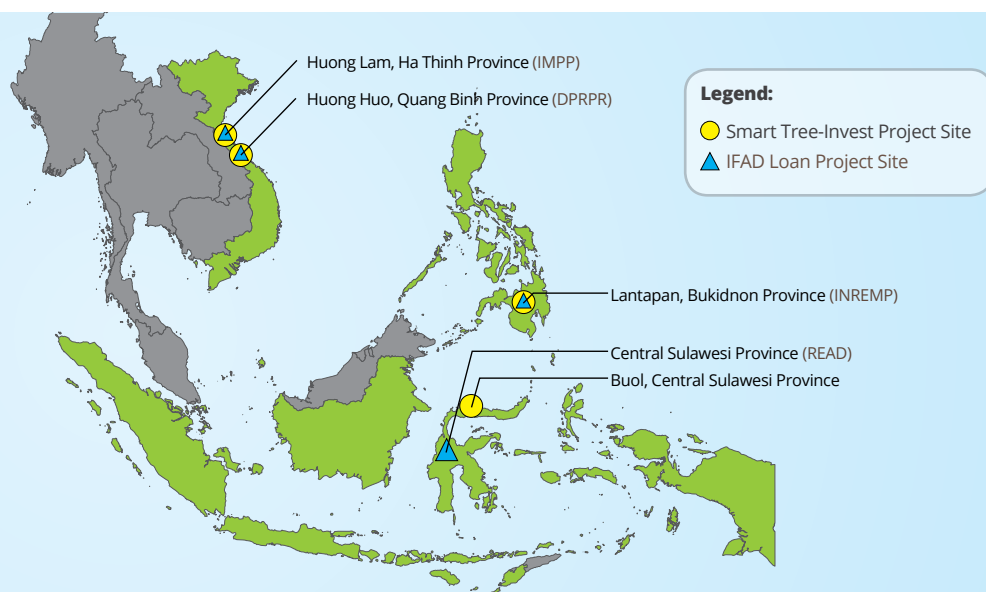 Huong Lam, Ha Thinh Province (IMPP)
Huong Huo, Quang Binh Province (DPRPR)
Legend:
Smart Tree-Invest Project Site
IFAD Loan Project Site
Lantapan, Bukidnon Province (INREMP)
Central Sulawesi Province (READ)
Buol, Central Sulawesi Province